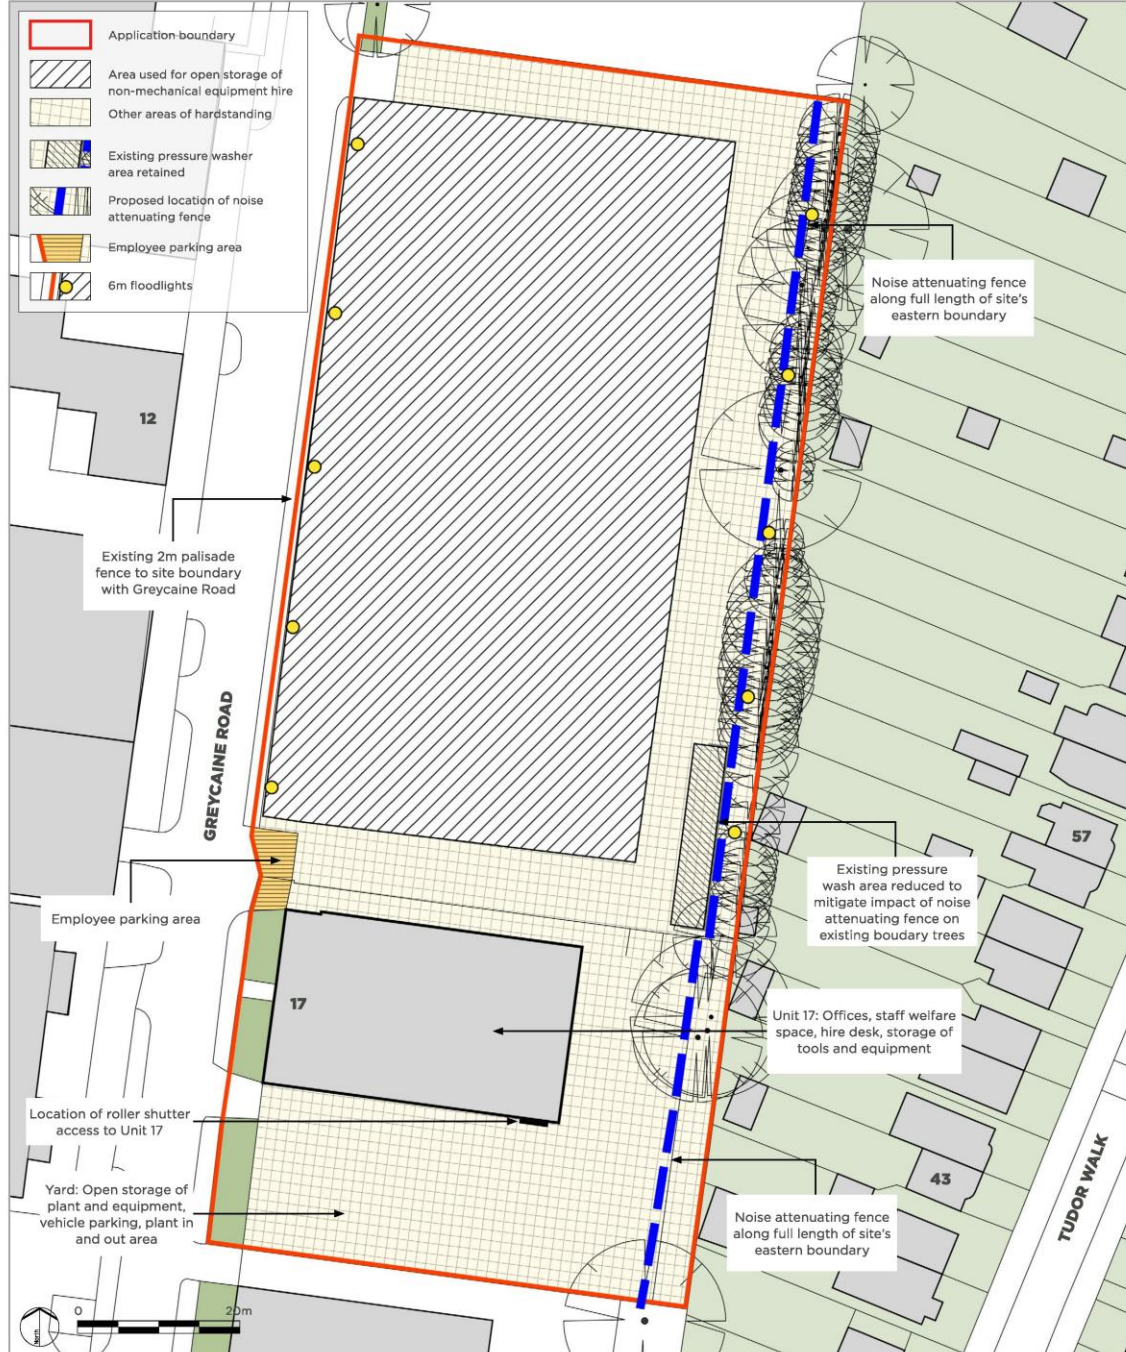 Application boundary
Area used for open storage of
non-mechanical equipment hire
Other areas of hardstanding
Existing pressure washer
area retained
Proposed location of noise
attenuating fence
Employee parking area
6m floodlights
12
Noise attenuating fence
along full length of site's
eastern boundary
Existing 2m palisade
fence to site boundary
with Greycaine Road
GREYCAINE ROAD
Employee parking area
57
Existing pressure
wash area reduced to
mitigate impact of noise
attenuating fence on
existing boudary trees
17
Unit 17: Offices, staff welfare
space, hire desk, storage of
tools and equipment
Location of roller shutter
access to Unit 17
43
TUDOR WALK
Yard: Open storage of
plant and equipment,
vehicle parking, plant in
and out area
Noise attenuating fence
along full length of site's
eastern boundary
North
0 20m